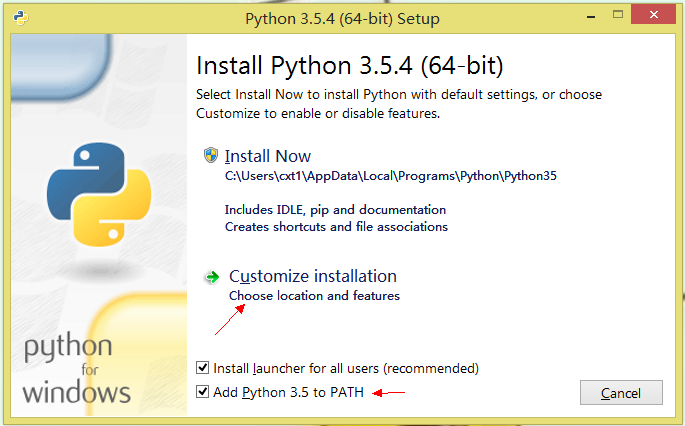 Python 3.5.4 (64-bit) Setup
Install Python 3.5.4 (64-bit)
Select Install Now to install Python with default settings, or choose
Customize to enable or disable features.
Install Now
C:\Users\cxt1\AppData\Local\Programs\Python\Python35
Includes IDLE, pip and documentation
Creates shortcuts and file associations
Customize installation
Choose location and features
python
for
windows
Install launcher for all users (recommended)
Add Python 3.5 to PATH
Cancel